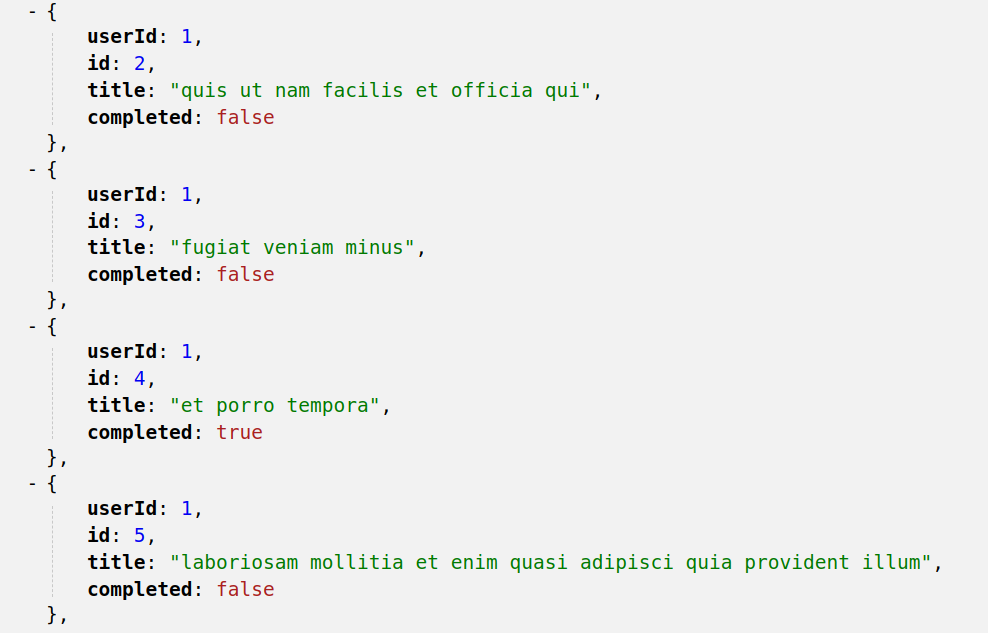 - {
userId: 1,
id: 2,
title: "quis ut nam facilis et officia qui",
completed: false
},
- {
userId: 1,
id: 3,
title: "fugiat veniam minus",
completed: false
},
- {
userId: 1,
id: 4,
title: "et porro tempora",
completed: true
},
- {
userId: 1,
id: 5,
title: "laboriosam mollitia et enim quasi adipisci quia provident illum",
completed: false
},